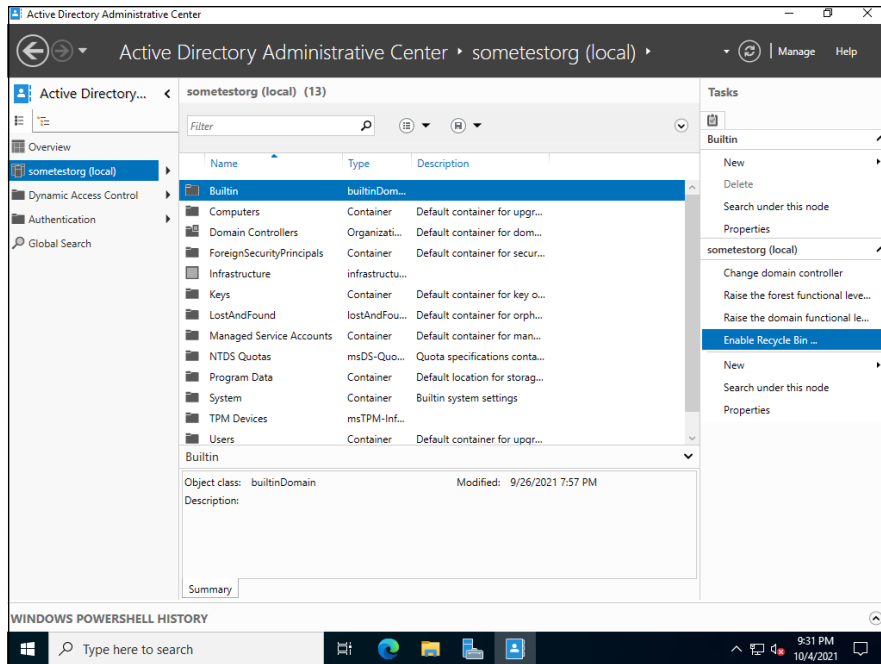 Active Directory Administrative Center
Active Directory Administrative Center • sometestorg (local) •
Manage Help
Active Directory...
Overview
sometestorg (local)
Dynamic Access Control
Authentication
Global Search
sometestorg (local) (13)
Filter
Name Type Description
Builtin builtinDom...
Computers Container Default container for upgr...
Domain Controllers Organizati... Default container for dom...
ForeignSecurityPrincipals Container Default container for secur...
Infrastructure infrastructu...
Keys Container Default container for key o...
LostAndFound lostAndFou... Default container for orph...
Managed Service Accounts Container Default container for man...
NTDS Quotas msDS-Quo... Quota specifications conta...
Program Data Container Default location for storag...
System Container Builtin system settings
TPM Devices msTPM-Inf...
Users Container Default container for upgr...
Builtin
Object class: builtinDomain Modified: 9/26/2021 7:57 PM
Description:
Summary
Tasks
Builtin
New
Delete
Search under this node
Properties
sometestorg (local)
Change domain controller
Raise the forest functional leve...
Raise the domain functional le...
Enable Recycle Bin ...
New
Search under this node
Properties
WINDOWS POWERSHELL HISTORY
Type here to search
9:31 PM
10/4/2021